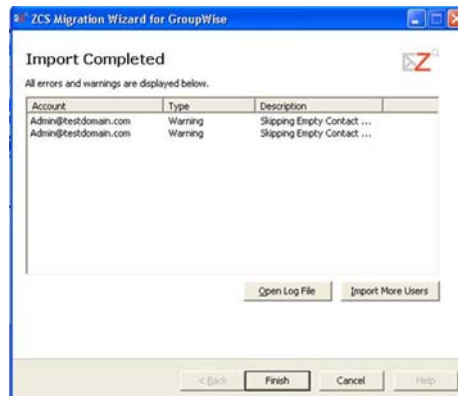 ZCS Migration Wizard for GroupWise
Import Completed
Z
All errors and warnings are displayed below.
Account Type Description
Admin@testdomain.com Warning Skipping Empty Contact ...
Admin@testdomain.com Warning Skipping Empty Contact ...
Open Log File Import More Users
< Back Finish Cancel Help